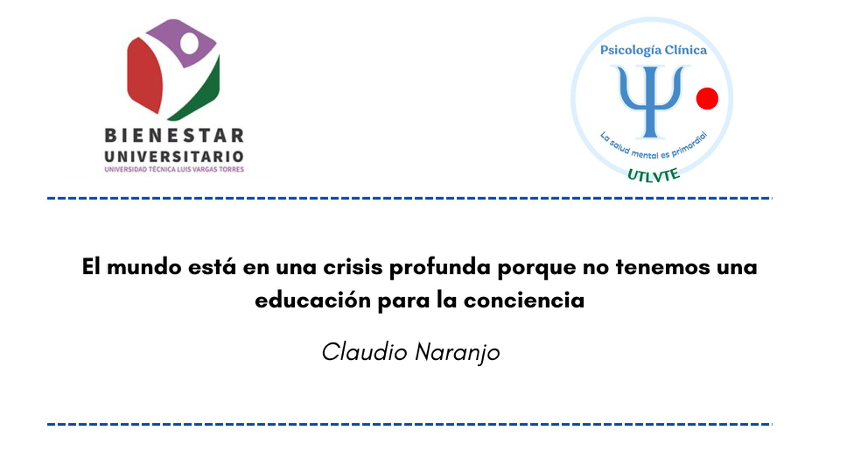 BIENESTAR
UNIVERSITARIO
UNIVERSIDAD TÉCNICA LUIS VARGAS TORRES
Psicología Clínica
La salud mental es primordial
UTLVTE
El mundo está en una crisis profunda porque no tenemos una
educación para la conciencia
Claudio Naranjo